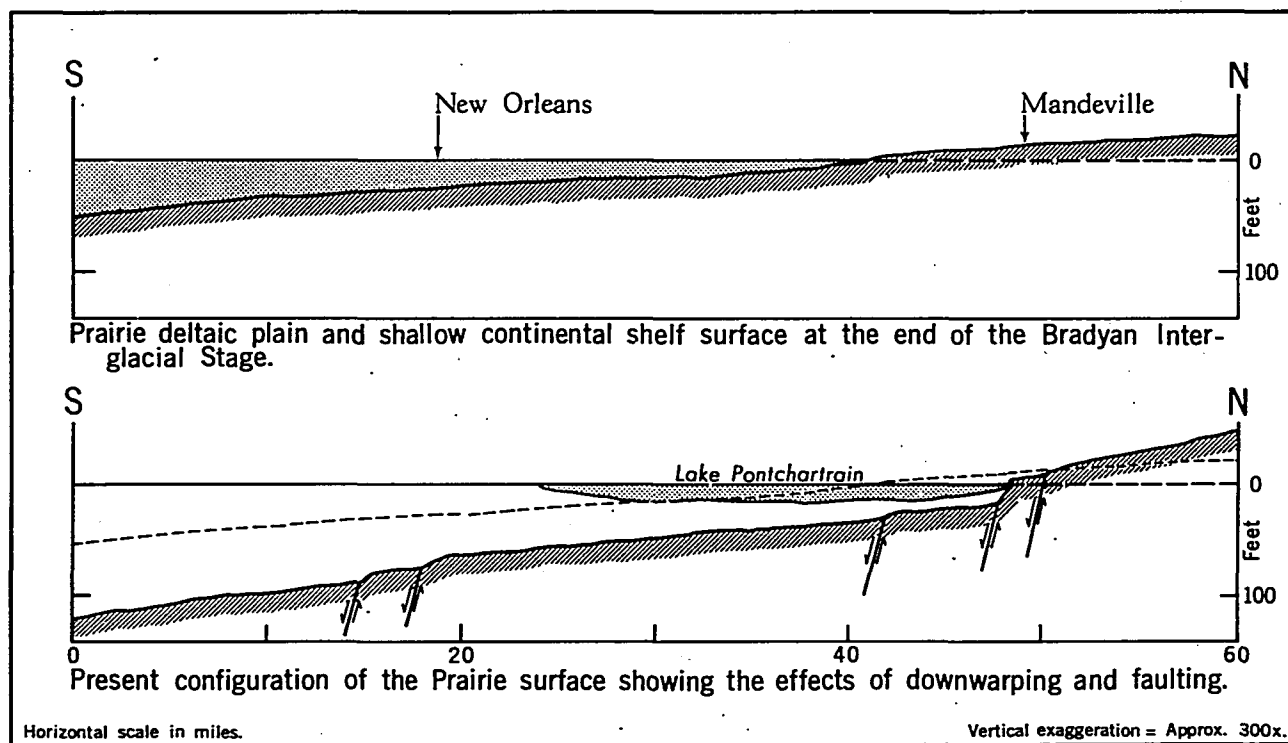 S
N
New Orleans
Mandeville
0
Feet
100
Prairie deltaic plain and shallow continental shelf surface at the end of the Bradyan Inter-
glacial Stage.
S
N
Lake Pontchartrain
0
Feet
100
100
0
20
40
60
Present configuration of the Prairie surface showing the effects of downwarping and faulting.
Horizontal scale in miles.
Vertical exaggeration = Approx. 300x.